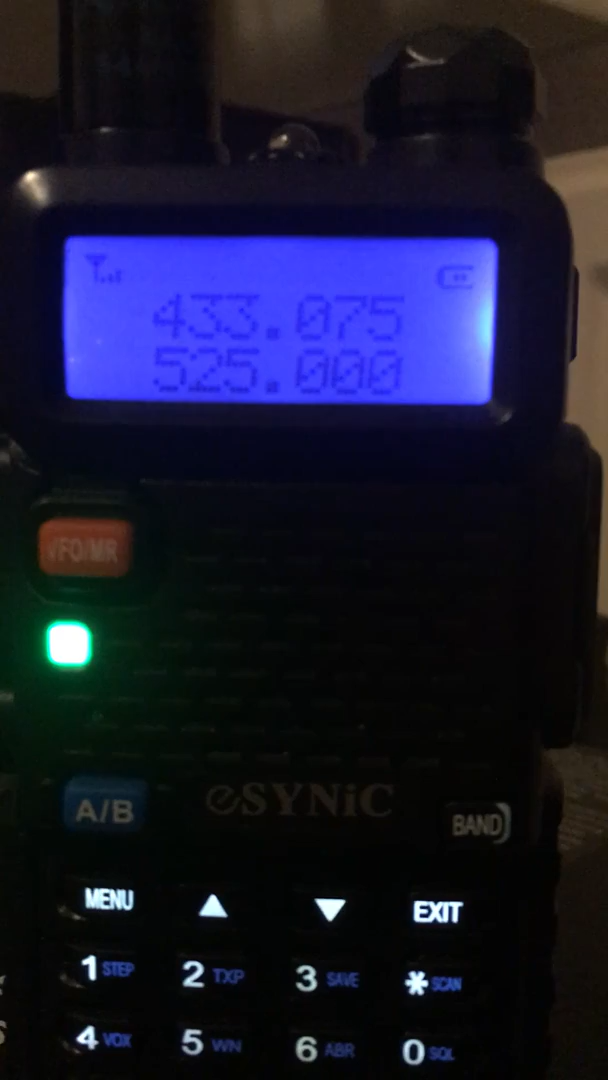 433.075
525.000
VFO/MR
A/B
eSYNiC
BAND
MENU ▲ ▼ EXIT
1 STEP 2 TXP 3 SAVE * SCAN
4 VOX 5 WN 6 ABR 0 SQL